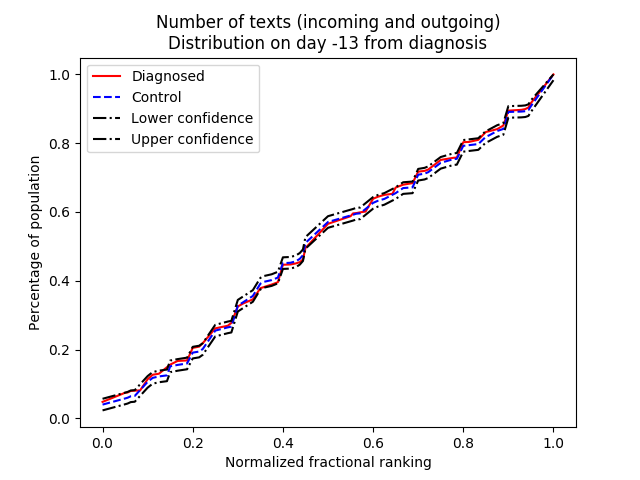 Number of texts (incoming and outgoing)
Distribution on day -13 from diagnosis
Diagnosed
Control
Lower confidence
Upper confidence
Percentage of population
1.0
0.8
0.6
0.4
0.2
0.0
0.0 0.2 0.4 0.6 0.8 1.0
Normalized fractional ranking